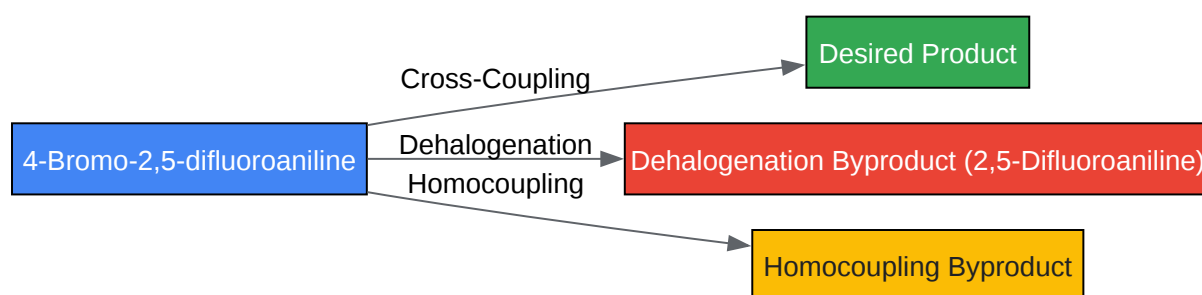 Desired Product
Cross-Coupling
4-Bromo-2,5-difluoroaniline
Dehalogenation
Dehalogenation Byproduct (2,5-Difluoroaniline)
Homocoupling
Homocoupling Byproduct